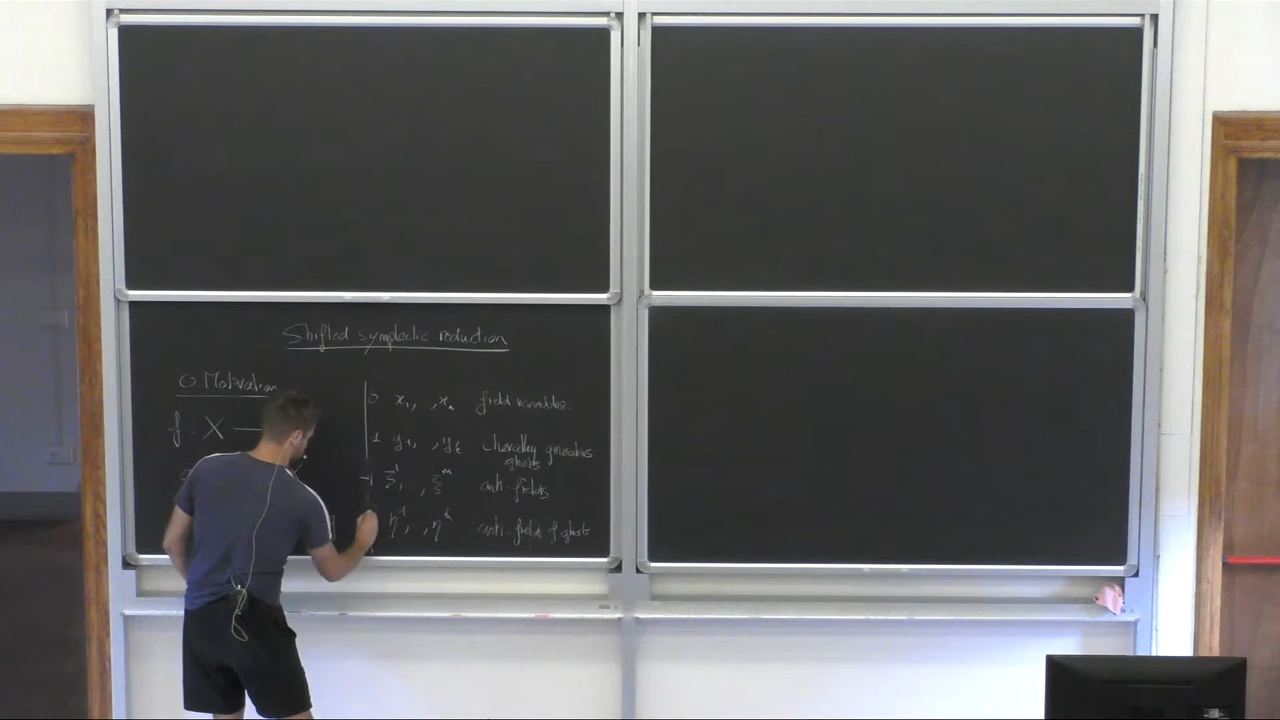 Shifted symplectic reduction
0 Motivation
f : X —
0 x₁, , xₙ field variables
1 y₁, , yₖ Chevalley generators
ghosts
-1 ξ¹, , ξⁿ anti-fields
η¹, , ηᵏ anti-field of ghosts